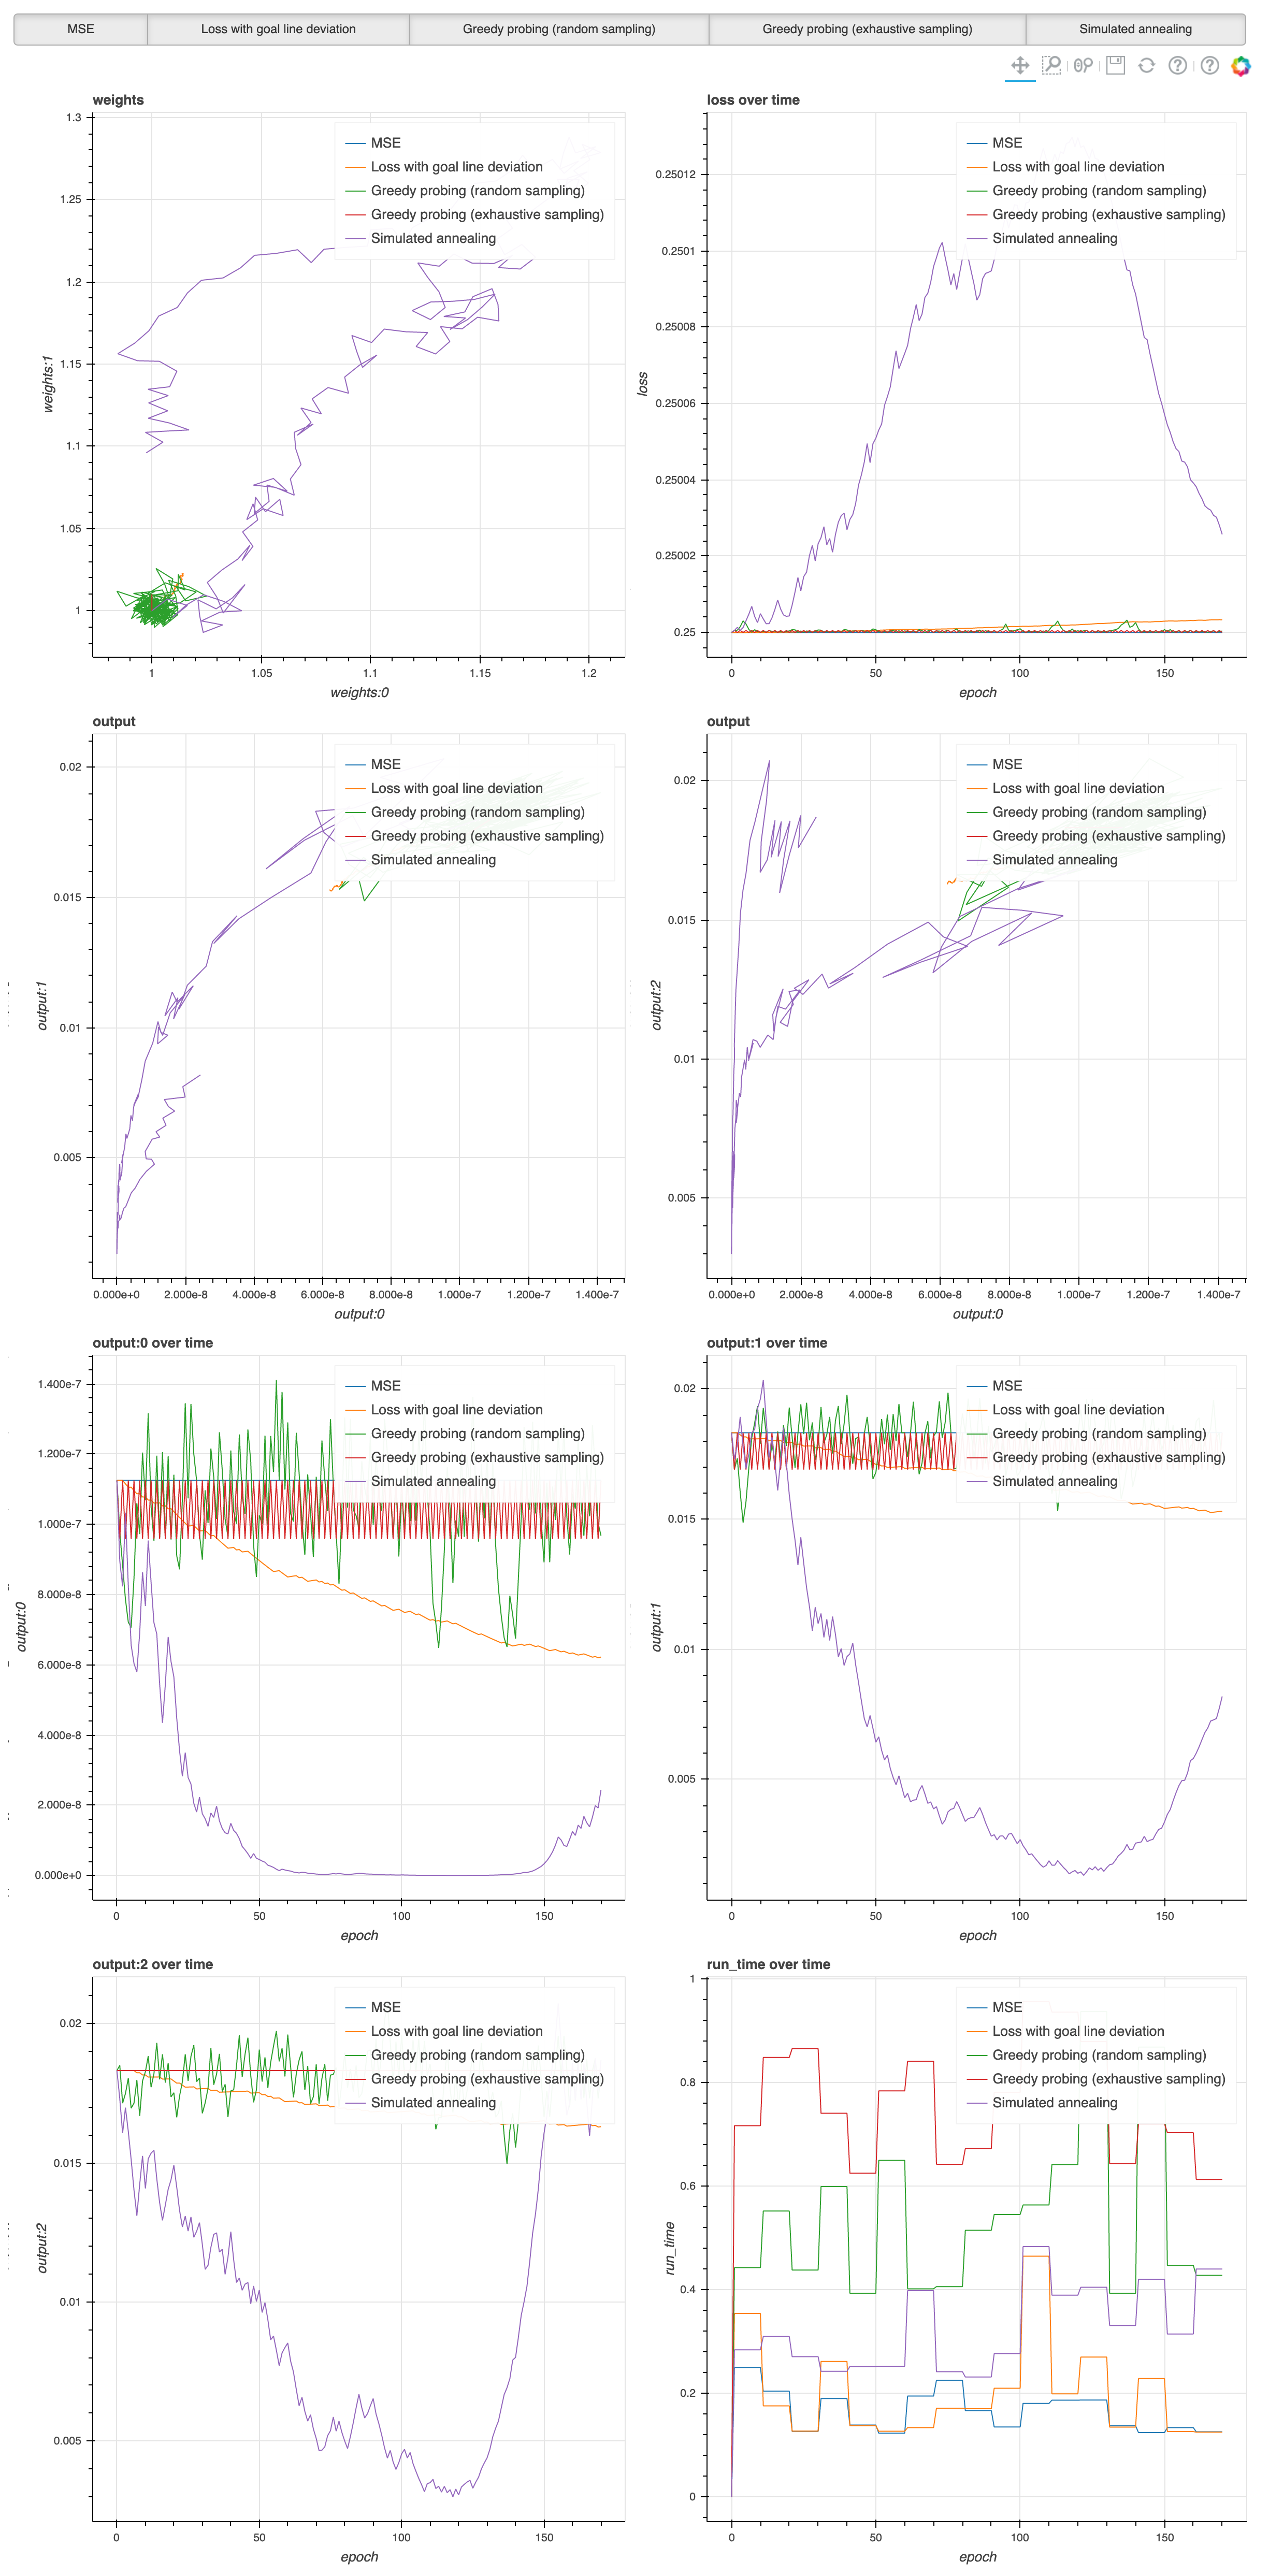 MSE
Loss with goal line deviation
Greedy probing (random sampling)
Greedy probing (exhaustive sampling)
Simulated annealing
weights
1.3
1.25
1.2
1.15
1.1
1.05
1
weights:1
MSE
Loss with goal line deviation
Greedy probing (random sampling)
Greedy probing (exhaustive sampling)
Simulated annealing
1
1.05
1.1
1.15
1.2
weights:0
loss over time
0.25012
0.2501
0.25008
0.25006
0.25004
0.25002
0.25
loss
MSE
Loss with goal line deviation
Greedy probing (random sampling)
Greedy probing (exhaustive sampling)
Simulated annealing
0
50
100
150
epoch
output
0.02
0.015
0.01
0.005
output:1
MSE
Loss with goal line deviation
Greedy probing (random sampling)
Greedy probing (exhaustive sampling)
Simulated annealing
0.000e+0
2.000e-8
4.000e-8
6.000e-8
8.000e-8
1.000e-7
1.200e-7
1.400e-7
output:0
output
0.02
0.015
0.01
0.005
output:2
MSE
Loss with goal line deviation
Greedy probing (random sampling)
Greedy probing (exhaustive sampling)
Simulated annealing
0.000e+0
2.000e-8
4.000e-8
6.000e-8
8.000e-8
1.000e-7
1.200e-7
1.400e-7
output:0
output:0 over time
1.400e-7
1.200e-7
1.000e-7
8.000e-8
6.000e-8
4.000e-8
2.000e-8
0.000e+0
output:0
MSE
Loss with goal line deviation
Greedy probing (random sampling)
Greedy probing (exhaustive sampling)
Simulated annealing
0
50
100
150
epoch
output:1 over time
0.02
0.015
0.01
0.005
output:1
MSE
Loss with goal line deviation
Greedy probing (random sampling)
Greedy probing (exhaustive sampling)
Simulated annealing
0
50
100
150
epoch
output:2 over time
0.02
0.015
0.01
0.005
output:2
MSE
Loss with goal line deviation
Greedy probing (random sampling)
Greedy probing (exhaustive sampling)
Simulated annealing
0
50
100
150
epoch
run_time over time
1
0.8
0.6
0.4
0.2
0
run_time
MSE
Loss with goal line deviation
Greedy probing (random sampling)
Greedy probing (exhaustive sampling)
Simulated annealing
0
50
100
150
epoch